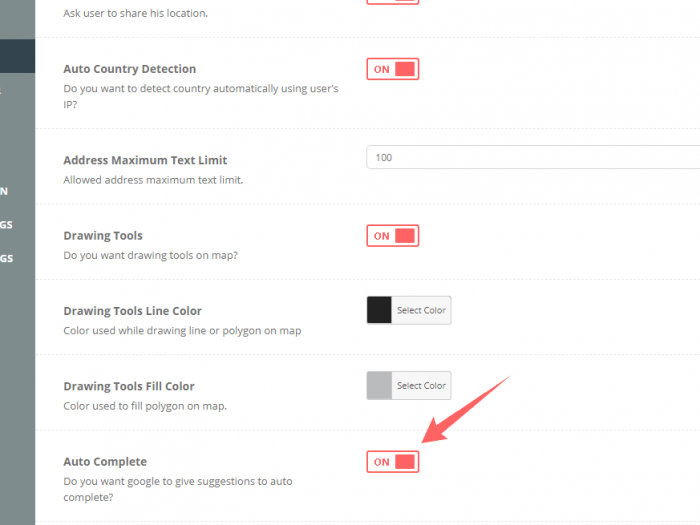 Ask user to share his location.
Auto Country Detection
ON
Do you want to detect country automatically using user's
IP?
Address Maximum Text Limit
100
Allowed address maximum text limit.
N
Drawing Tools
ON
GS
Do you want drawing tools on map?
GS
Drawing Tools Line Color
Select Color
Color used while drawing line or polygon on map
Drawing Tools Fill Color
Select Color
Color used to fill polygon on map.
Auto Complete
ON
Do you want google to give suggestions to auto
complete?